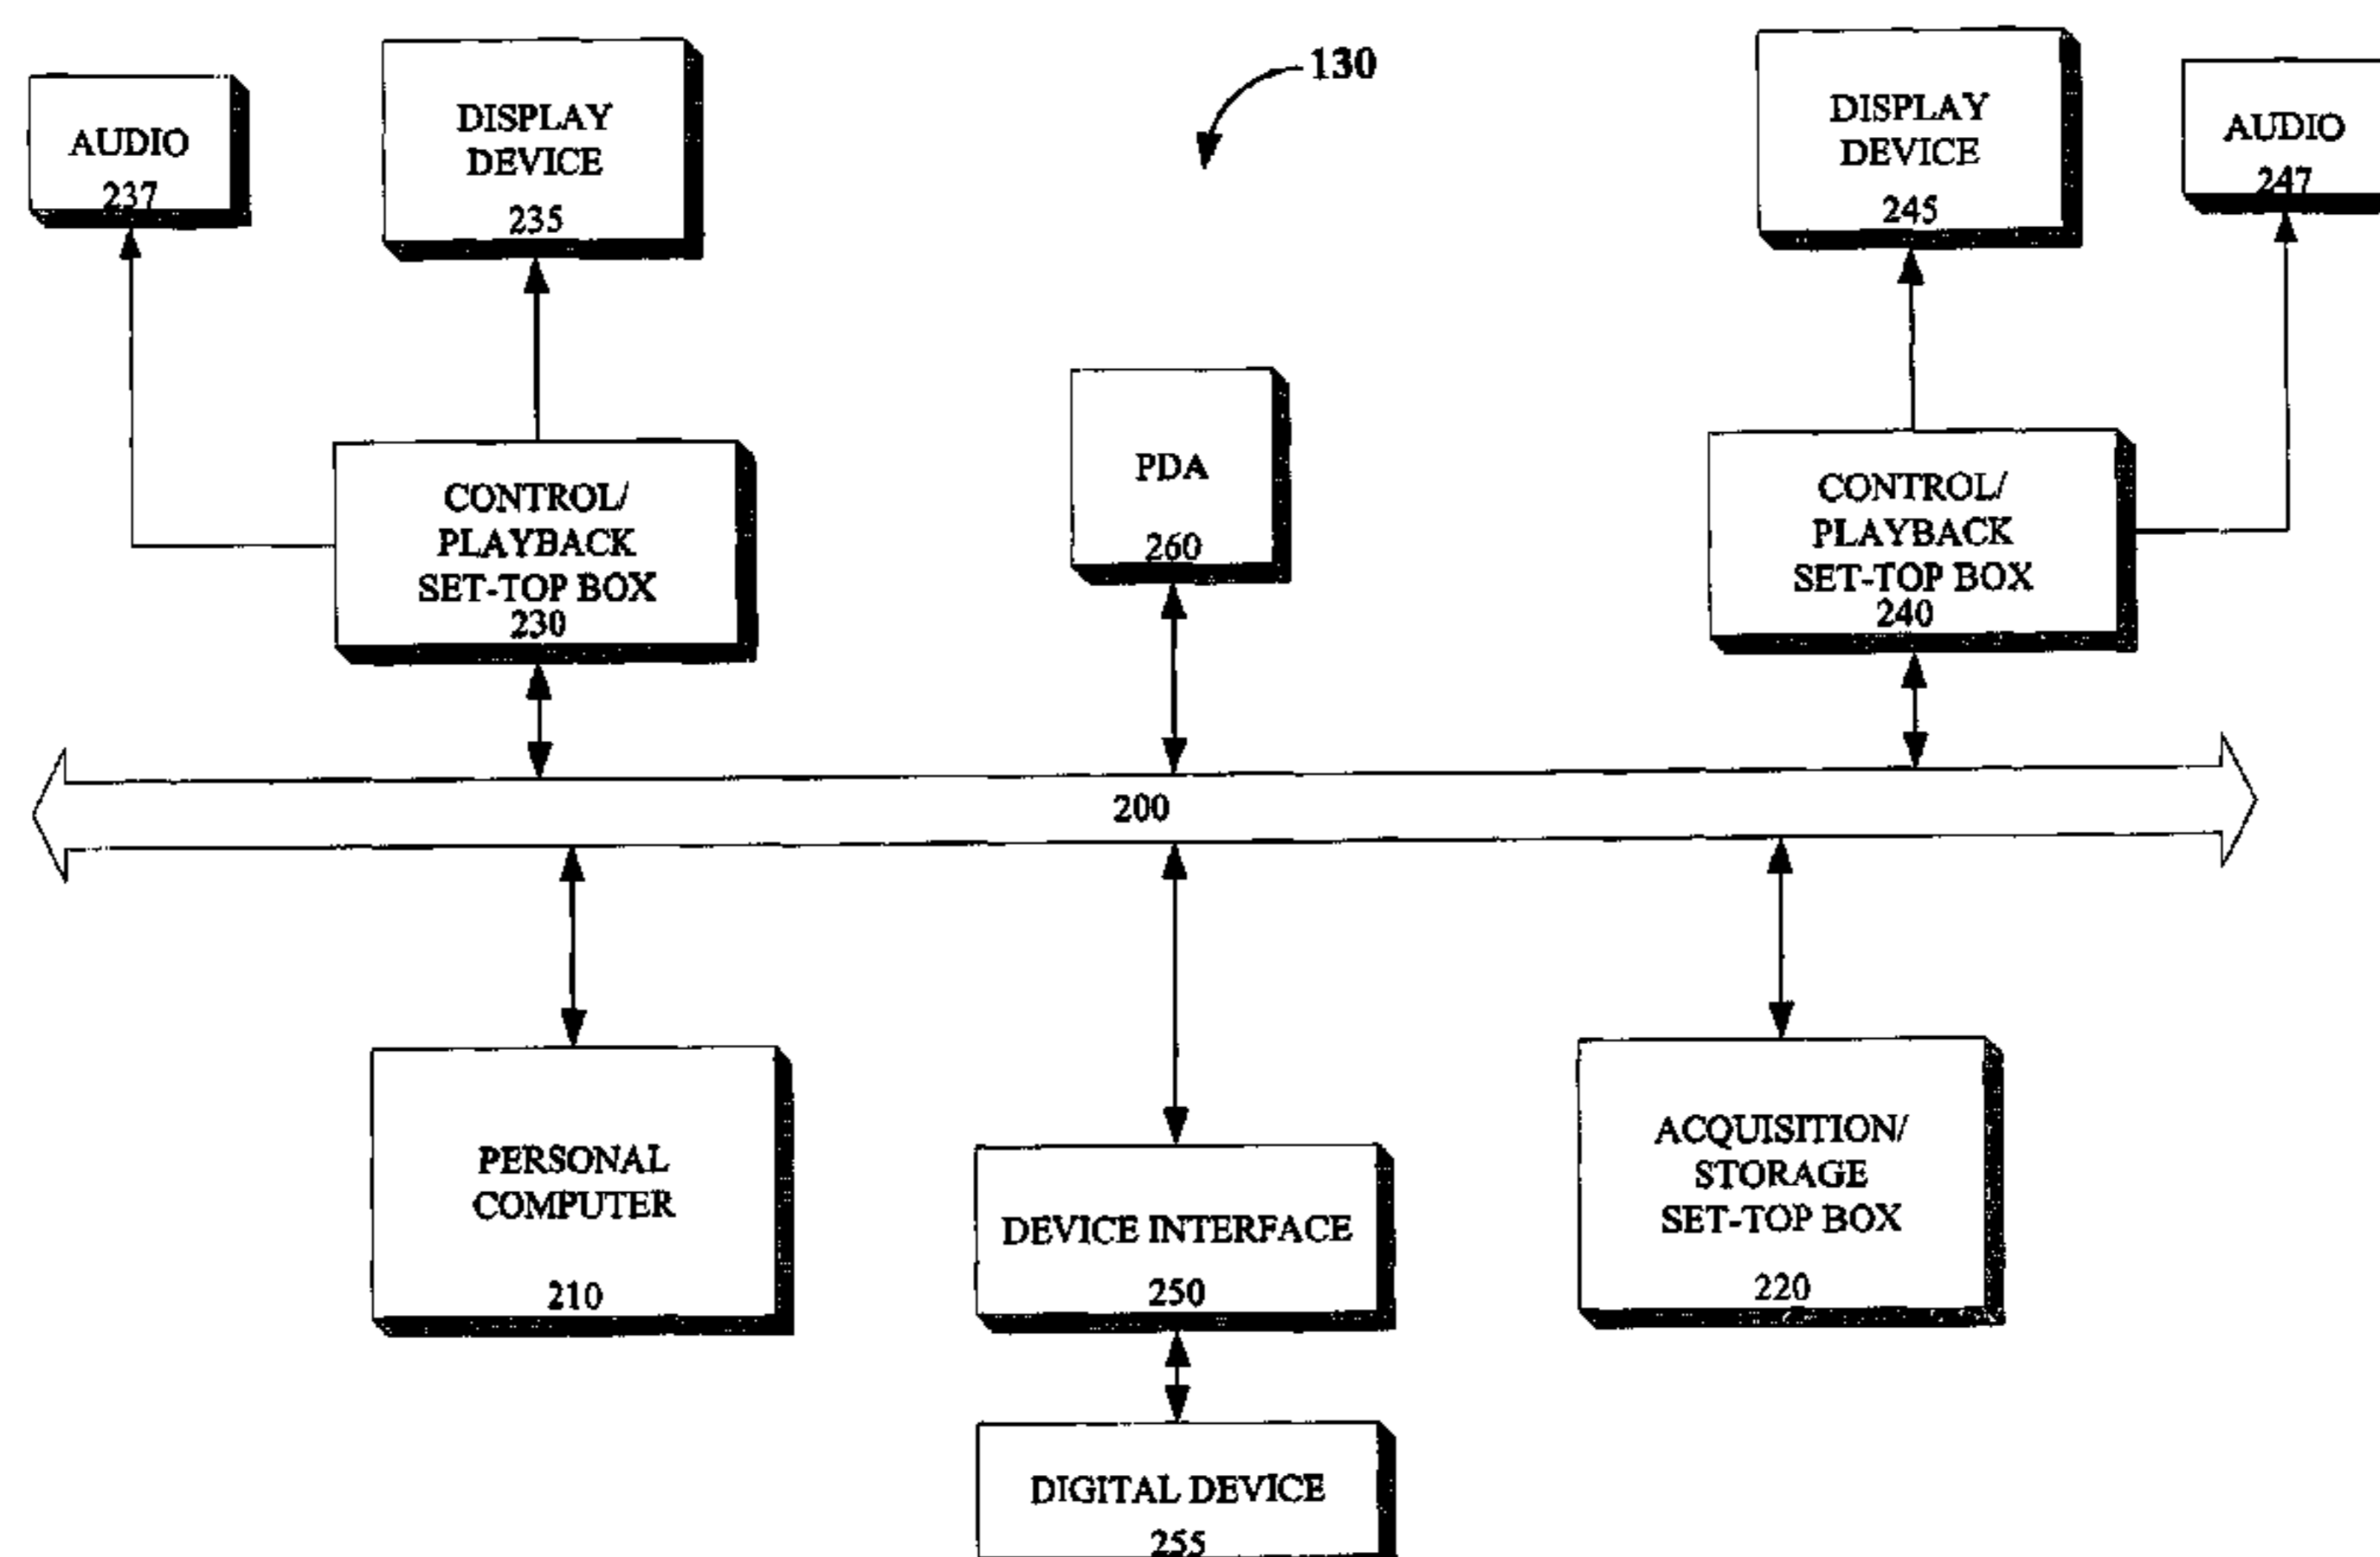 130
AUDIO
237
DISPLAY
DEVICE
235
DISPLAY
DEVICE
245
AUDIO
247
CONTROL/
PLAYBACK
SET-TOP BOX
230
PDA
260
CONTROL/
PLAYBACK
SET-TOP BOX
240
200
PERSONAL
COMPUTER
210
DEVICE INTERFACE
250
ACQUISITION/
STORAGE
SET-TOP BOX
220
DIGITAL DEVICE
255